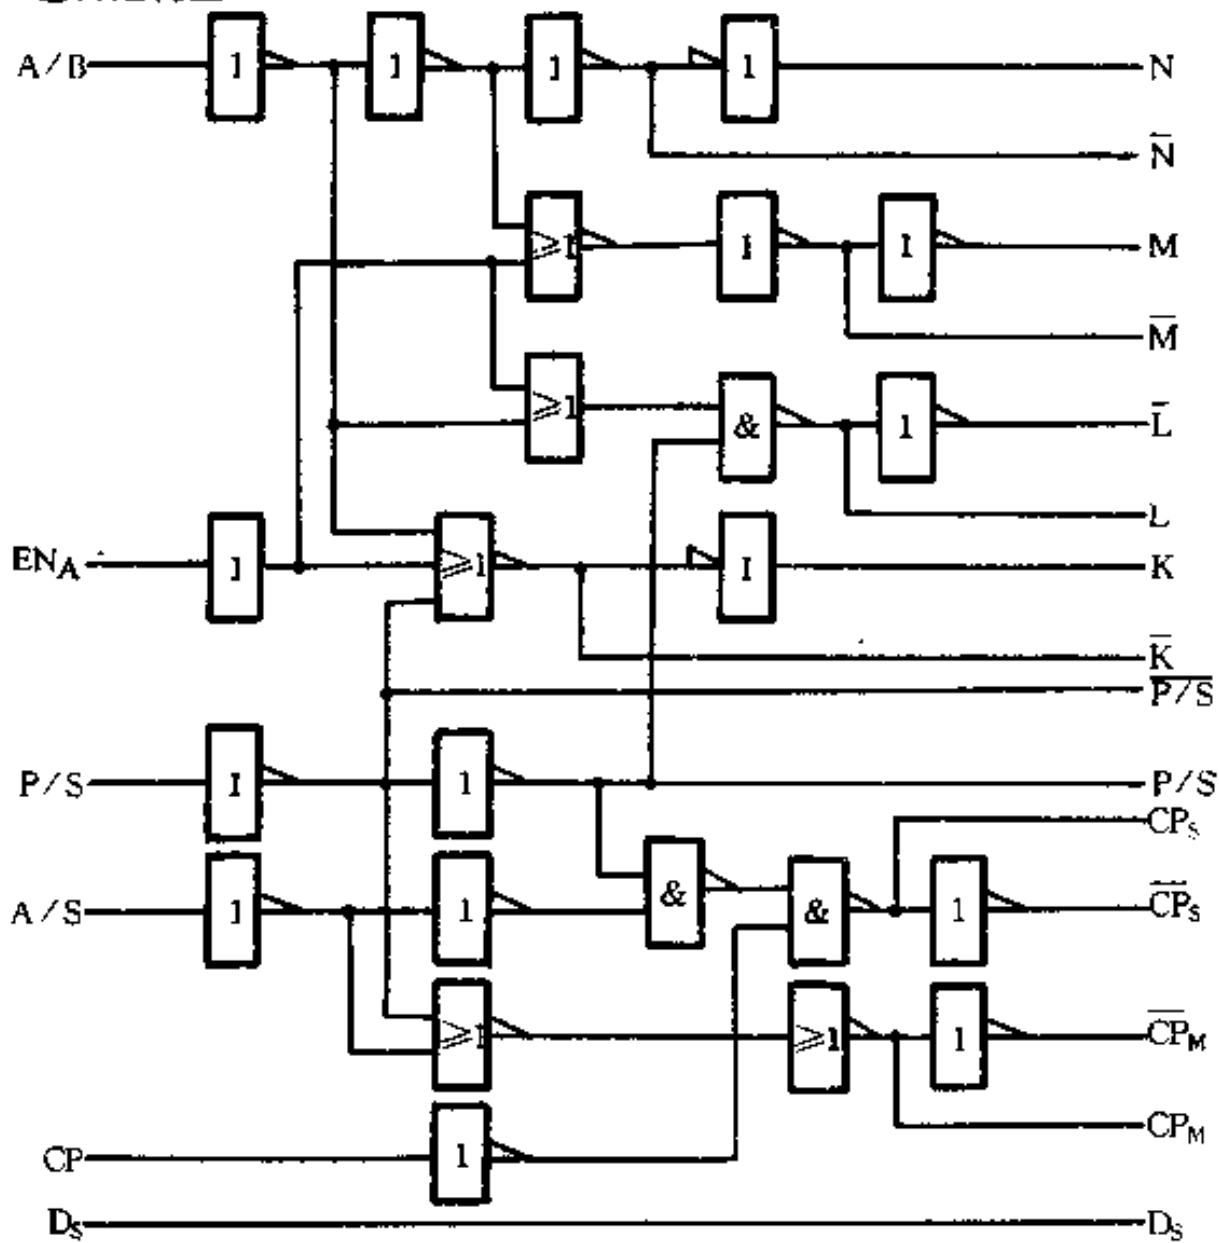 A/B 1 1 1 1 N
N̅
≥1 1 1 M
M̅
≥1 & 1 L̅
L
EN_A 1 ≥1 1 K
K̅
P̅/̅S̅
P/S 1 1 P/S
CP_S
A/S 1 1 & & 1 C̅P̅_S
≥1 ≥1 1 C̅P̅_M
CP_M
CP 1
D_S D_S